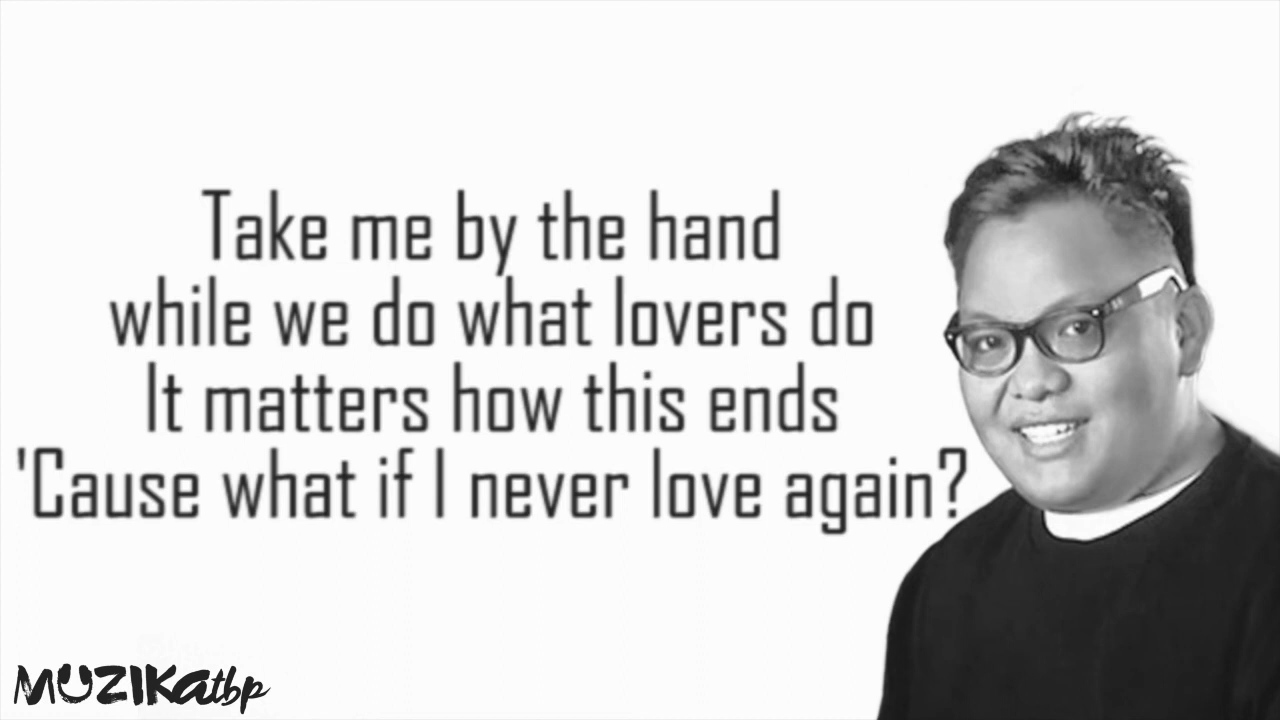 Take me by the hand
while we do what lovers do
It matters how this ends
'Cause what if I never love again?
MUZIKAtbp